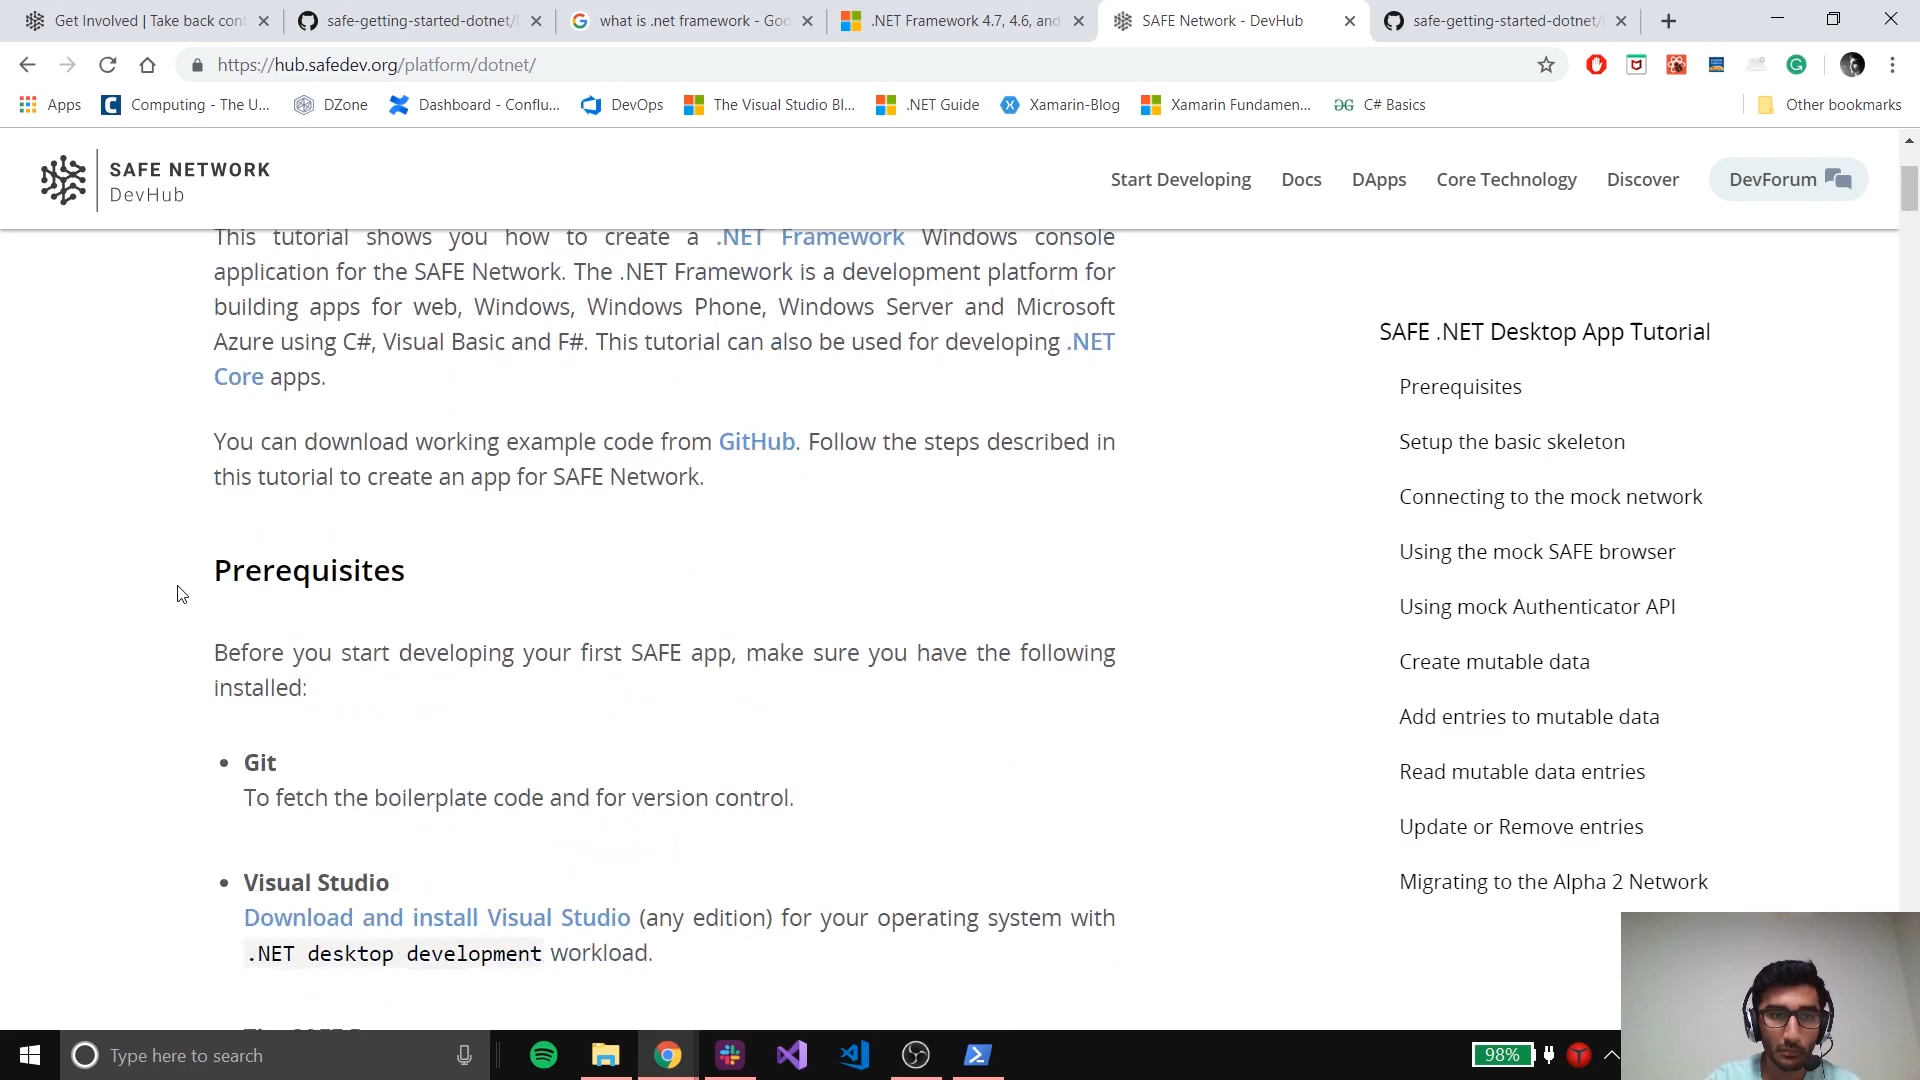 Get Involved | Take back cont
safe-getting-started-dotnet/
what is .net framework - Goo
.NET Framework 4.7, 4.6, and
SAFE Network - DevHub
safe-getting-started-dotnet/
https://hub.safedev.org/platform/dotnet/
Apps
Computing - The U...
DZone
Dashboard - Conflu...
DevOps
The Visual Studio Bl...
.NET Guide
Xamarin-Blog
Xamarin Fundamen...
C# Basics
Other bookmarks
SAFE NETWORK
DevHub
Start Developing
Docs
DApps
Core Technology
Discover
DevForum
This tutorial shows you how to create a .NET Framework Windows console
application for the SAFE Network. The .NET Framework is a development platform for
building apps for web, Windows, Windows Phone, Windows Server and Microsoft
Azure using C#, Visual Basic and F#. This tutorial can also be used for developing .NET
Core apps.
You can download working example code from GitHub. Follow the steps described in
this tutorial to create an app for SAFE Network.
Prerequisites
Before you start developing your first SAFE app, make sure you have the following
installed:
• Git
To fetch the boilerplate code and for version control.
• Visual Studio
Download and install Visual Studio (any edition) for your operating system with
.NET desktop development workload.
SAFE .NET Desktop App Tutorial
Prerequisites
Setup the basic skeleton
Connecting to the mock network
Using the mock SAFE browser
Using mock Authenticator API
Create mutable data
Add entries to mutable data
Read mutable data entries
Update or Remove entries
Migrating to the Alpha 2 Network
Type here to search
98%